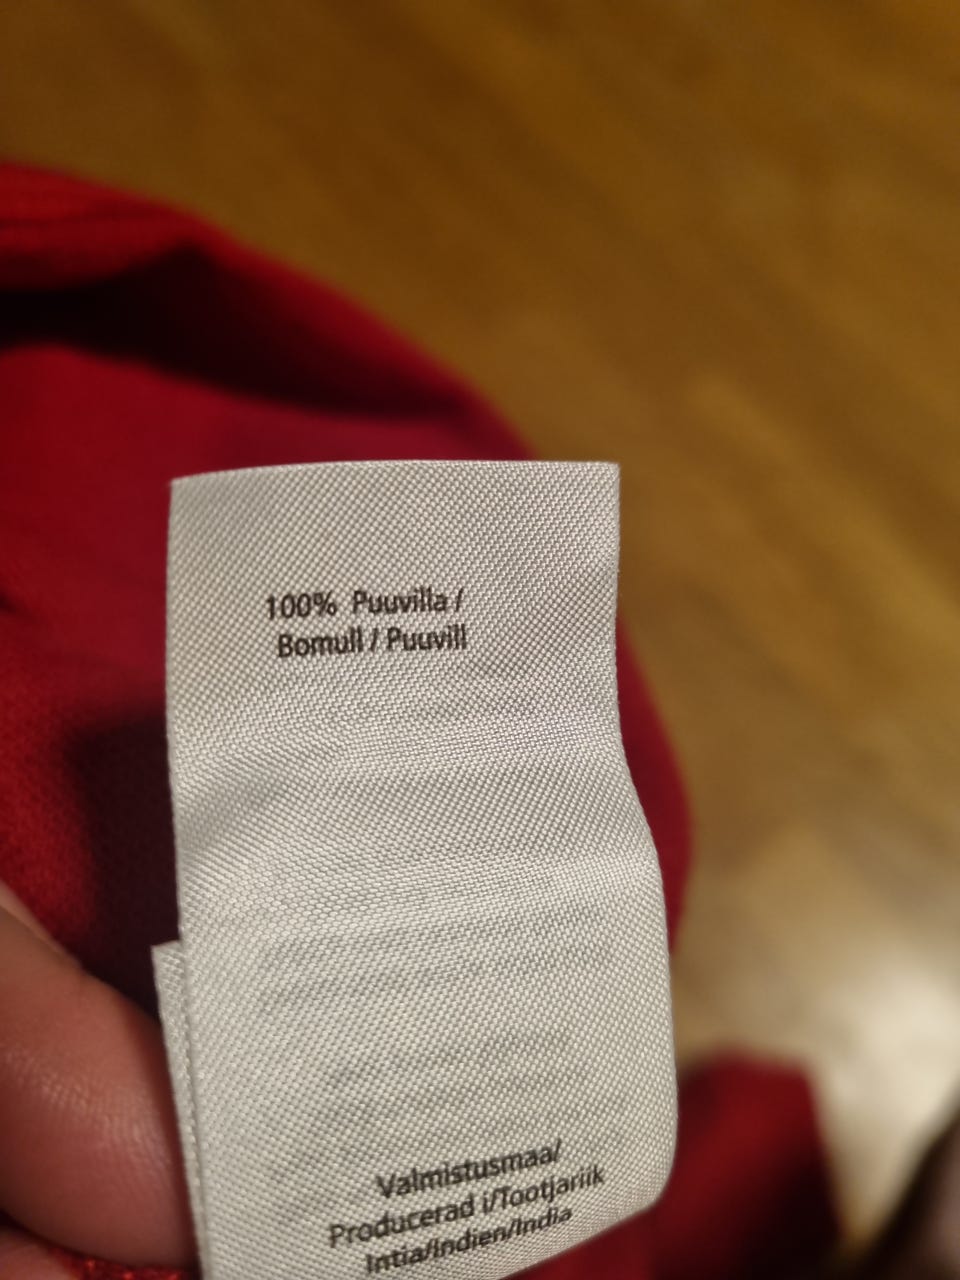 100% Puuvilla /
Bomull / Puuvill
Valmistusmaa/
Producerad i/Tootjariik
Intia/Indien/India